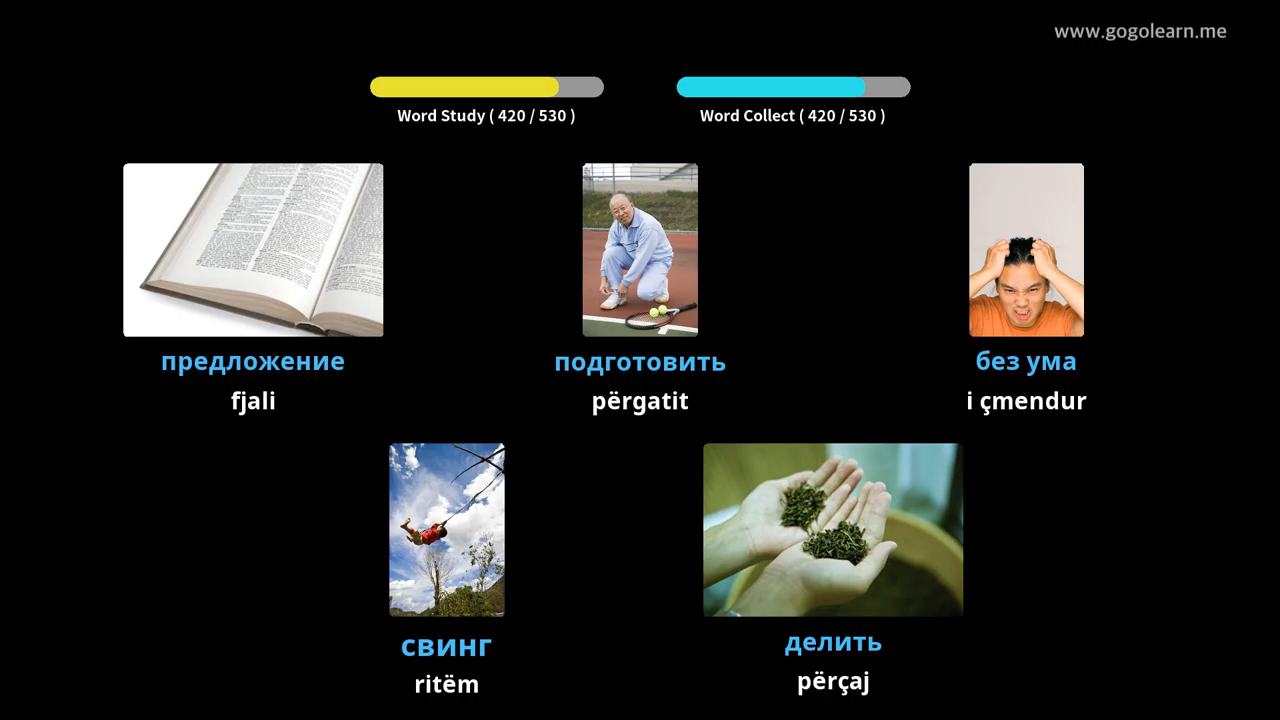 www.gogolearn.me
Word Study ( 420 / 530 )
Word Collect ( 420 / 530 )
предложение
fjali
подготовить
përgatit
без ума
i çmendur
свинг
ritëm
делить
përçaj